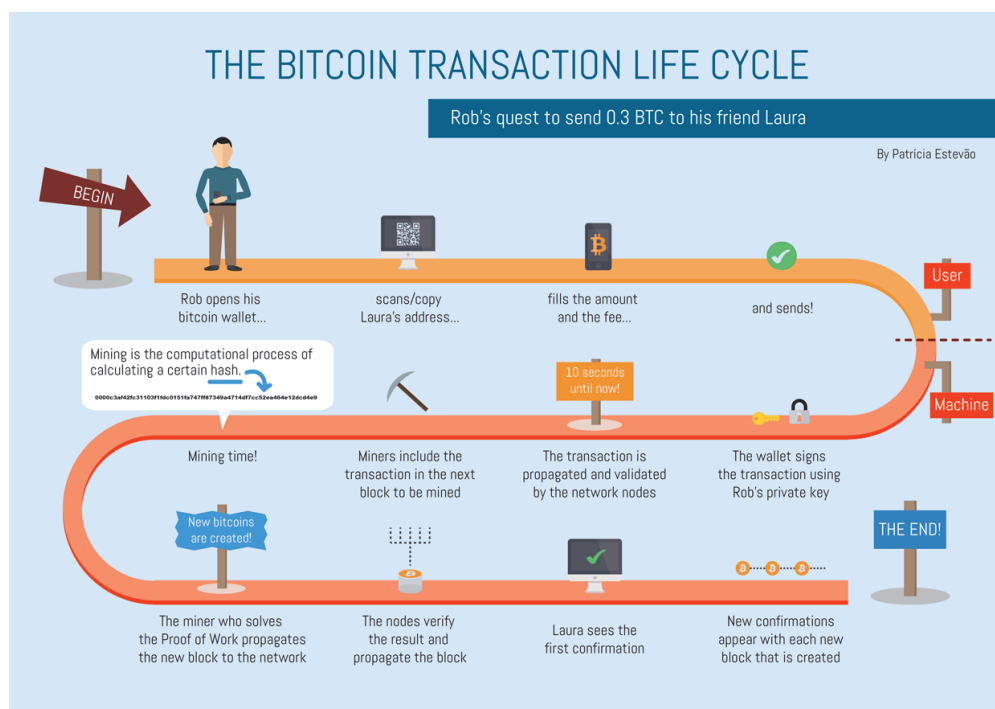 THE BITCOIN TRANSACTION LIFE CYCLE
Rob's quest to send 0.3 BTC to his friend Laura
By Patrícia Estevão
BEGIN
Rob opens his
bitcoin wallet...
scans/copy
Laura's address...
fills the amount
and the fee...
and sends!
User
Machine
The wallet signs
the transaction using
Rob's private key
10 seconds
until now!
The transaction is
propagated and validated
by the network nodes
Miners include the
transaction in the next
block to be mined
Mining is the computational process of
calculating a certain hash.
Mining time!
New bitcoins
are created!
The miner who solves
the Proof of Work propagates
the new block to the network
The nodes verify
the result and
propagate the block
Laura sees the
first confirmation
New confirmations
appear with each new
block that is created
THE END!